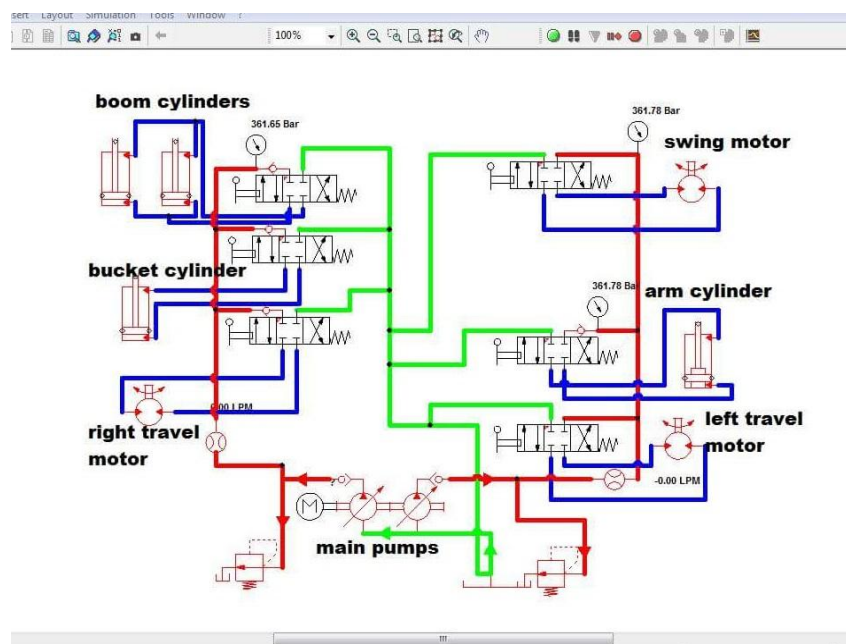 sert Layout Simulation Tools Window ?
100%
boom cylinders
361.65 Bar
361.78 Bar
swing motor
bucket cylinder
361.78 Ba
arm cylinder
0.00 LPM
right travel
motor
left travel
motor
-0.00 LPM
?
M
main pumps